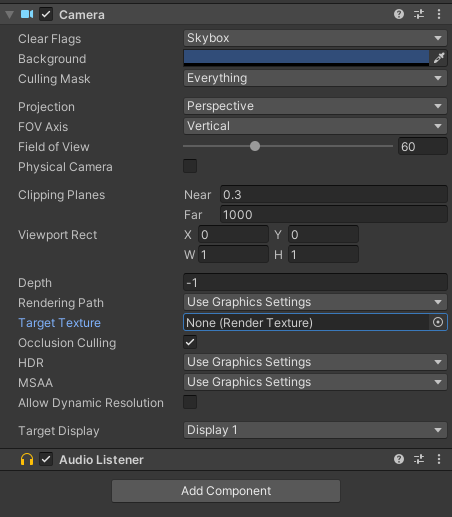 Camera
Clear Flags Skybox
Background
Culling Mask Everything
Projection Perspective
FOV Axis Vertical
Field of View 60
Physical Camera
Clipping Planes Near 0.3
Far 1000
Viewport Rect X 0 Y 0
W 1 H 1
Depth -1
Rendering Path Use Graphics Settings
Target Texture None (Render Texture)
Occlusion Culling
HDR Use Graphics Settings
MSAA Use Graphics Settings
Allow Dynamic Resolution
Target Display Display 1
Audio Listener
Add Component